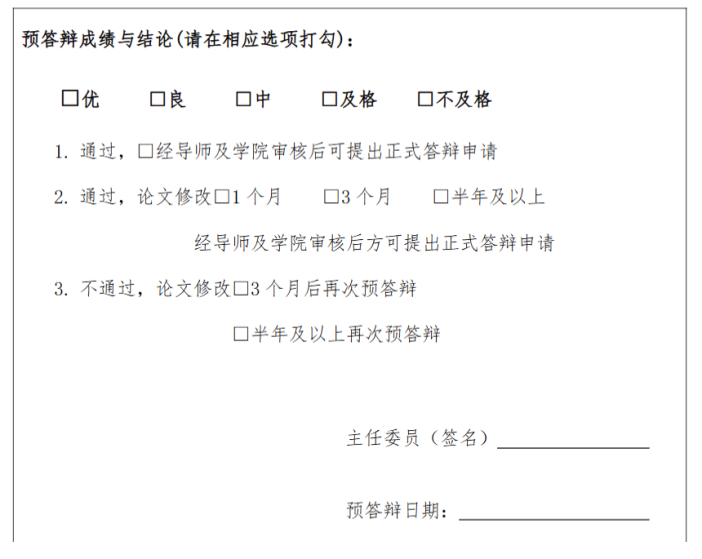 预答辩成绩与结论(请在相应选项打勾)：
□优 □良 □中 □及格 □不及格
1. 通过，□经导师及学院审核后可提出正式答辩申请
2. 通过，论文修改□1 个月 □3 个月 □半年及以上
经导师及学院审核后方可提出正式答辩申请
3. 不通过，论文修改□3 个月后再次预答辩
□半年及以上再次预答辩
主任委员（签名）
预答辩日期：